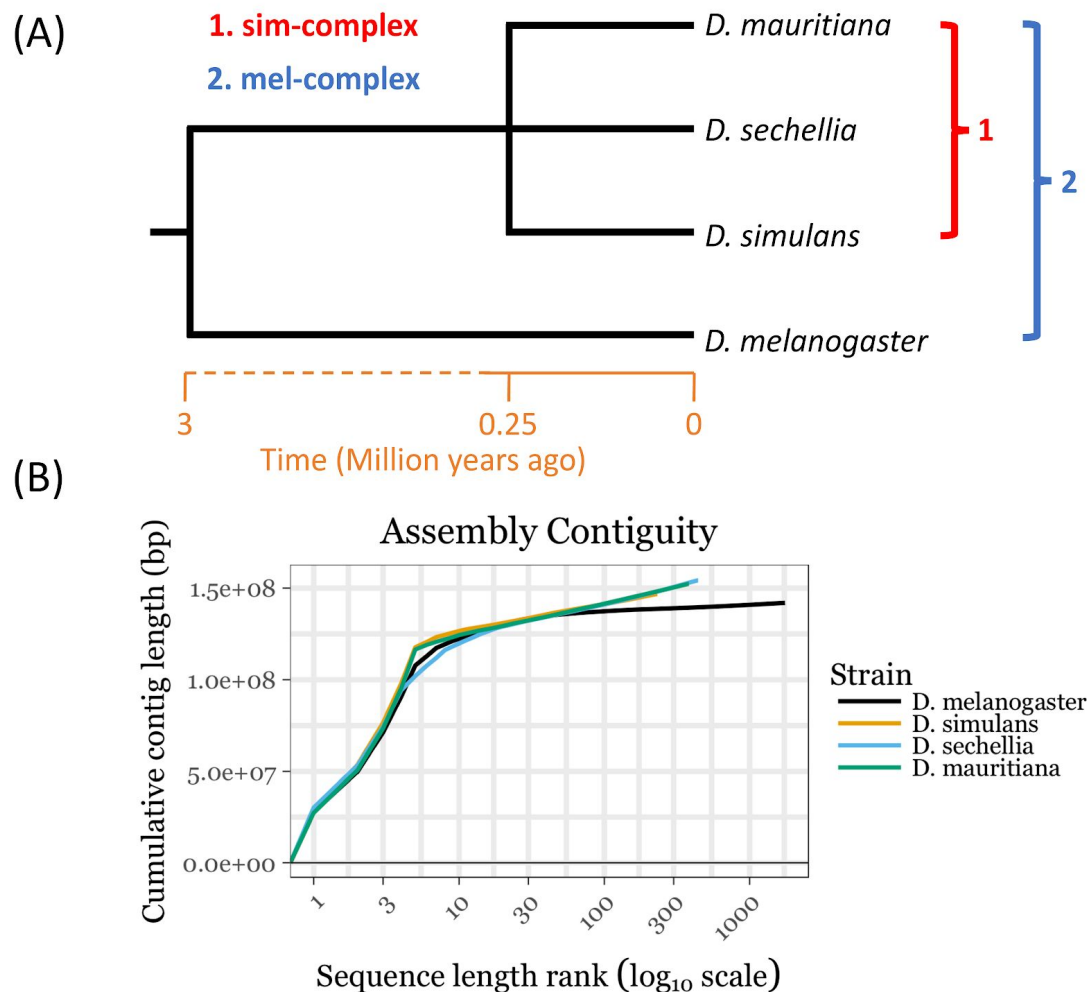 (A)
1. sim-complex
2. mel-complex
D. mauritiana
D. sechellia
D. simulans
D. melanogaster
1
2
3
0.25
0
Time (Million years ago)
(B)
Assembly Contiguity
Cumulative contig length (bp)
1.5e+08
1.0e+08
5.0e+07
0.0e+00
1
3
10
30
100
300
1000
Sequence length rank (log10 scale)
Strain
D. melanogaster
D. simulans
D. sechellia
D. mauritiana